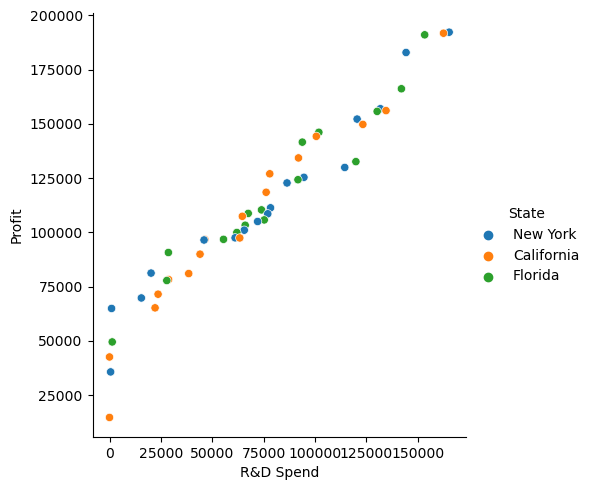 200000
175000
150000
125000
100000
75000
50000
25000
Profit
0 25000 50000 75000 100000 125000 150000
R&D Spend
State
New York
California
Florida